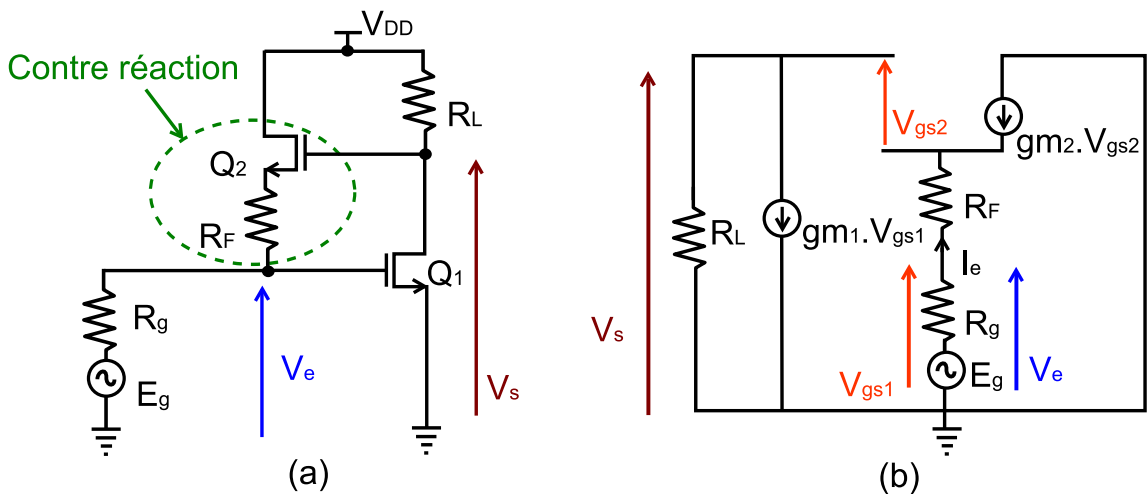 VDD
Contre réaction
RL
Q2
RF
Q1
Rg
Ve
Vs
Eg
(a)
Vgs2
gm2.Vgs2
RF
RL
gm1.Vgs1
Ie
Rg
Vs
Vgs1
Eg
Ve
(b)